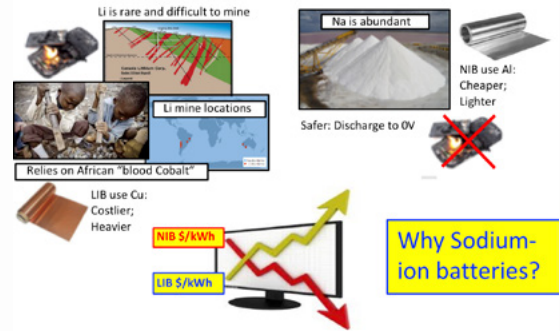 Li is rare and difficult to mine
Li mine locations
Relies on African "blood Cobalt"
LIB use Cu:
Costlier;
Heavier
Na is abundant
NIB use Al:
Cheaper;
Lighter
Safer: Discharge to 0V
NIB $/kWh
LIB $/kWh
Why Sodium-
ion batteries?